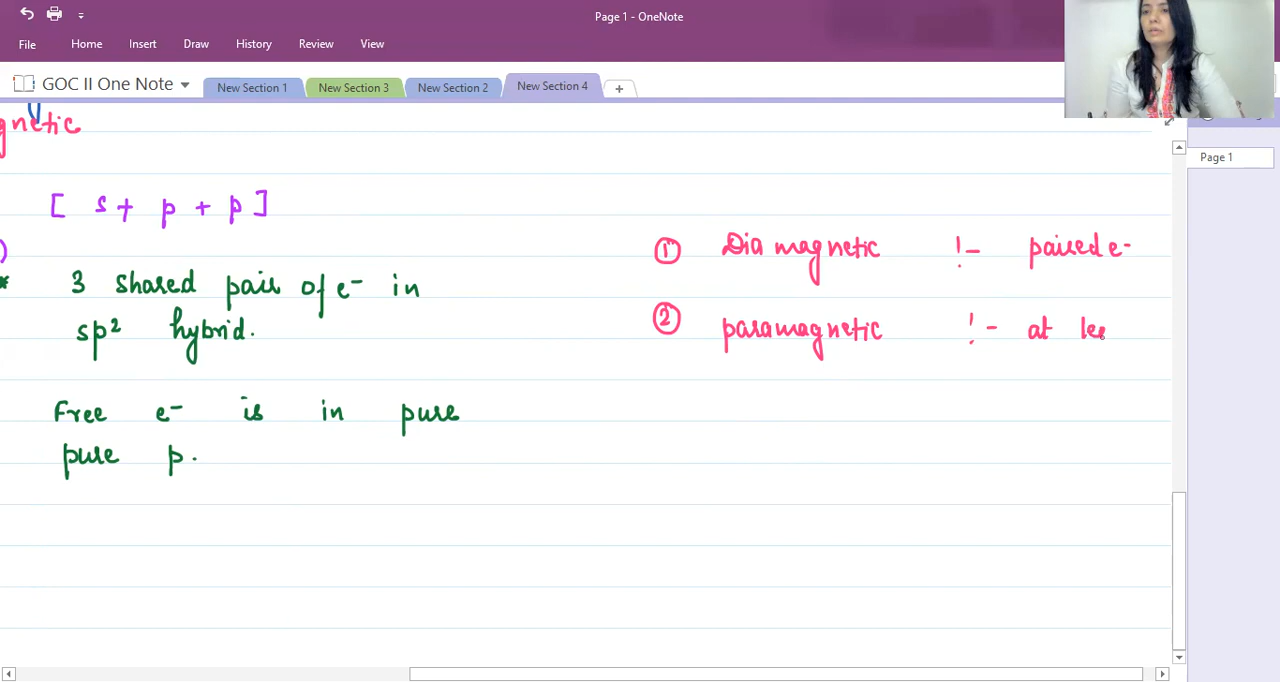 Page 1 - OneNote
File Home Insert Draw History Review View
GOC II One Note New Section 1 New Section 3 New Section 2 New Section 4 +
Page 1
gnetic
[ s + p + p ]
)
* 3 shared pair of e⁻ in
sp² hybrid.
Free e⁻ is in pure
pure p.
① Dia magnetic !- paired e-
② paramagnetic !- at lea